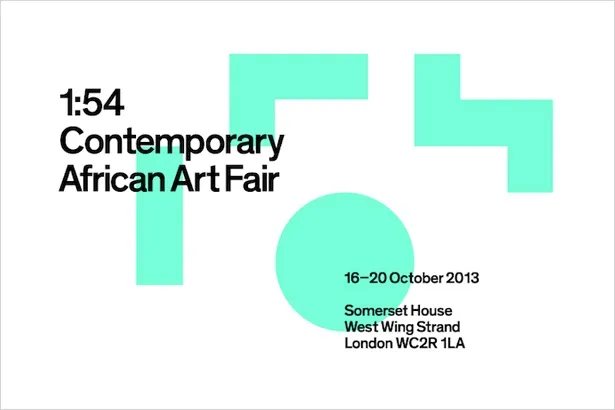 1:54
Contemporary
African Art Fair
16–20 October 2013
Somerset House
West Wing Strand
London WC2R 1LA